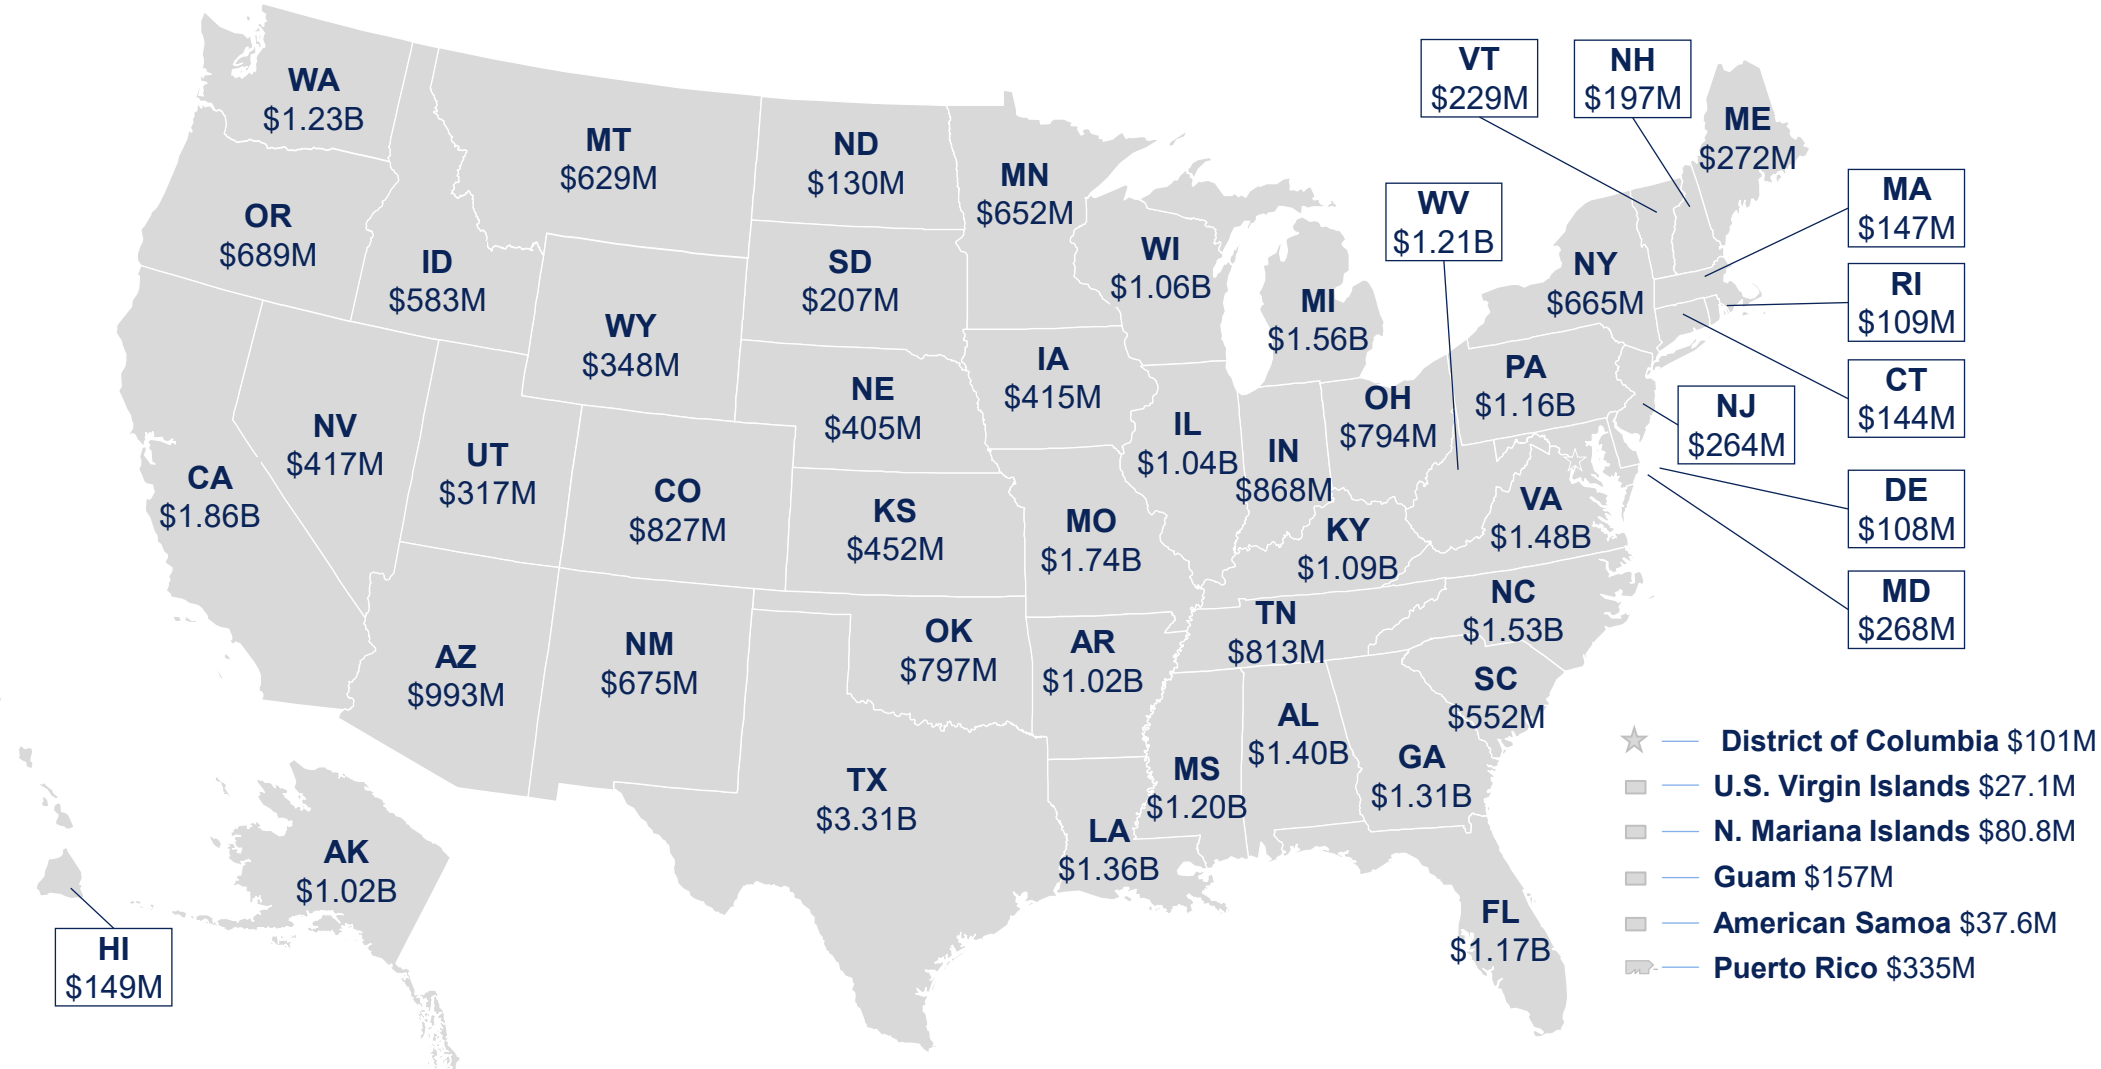 WA
$1.23B
MT
$629M
ND
$130M
MN
$652M
VT
$229M
NH
$197M
ME
$272M
OR
$689M
ID
$583M
WY
$348M
SD
$207M
WI
$1.06B
MI
$1.56B
WV
$1.21B
NY
$665M
MA
$147M
RI
$109M
CT
$144M
NJ
$264M
DE
$108M
MD
$268M
CA
$1.86B
NV
$417M
UT
$317M
CO
$827M
NE
$405M
KS
$452M
IA
$415M
MO
$1.74B
IL
$1.04B
IN
$868M
OH
$794M
PA
$1.16B
KY
$1.09B
VA
$1.48B
NC
$1.53B
TN
$813M
SC
$552M
AZ
$993M
NM
$675M
OK
$797M
AR
$1.02B
TX
$3.31B
LA
$1.36B
MS
$1.20B
AL
$1.40B
GA
$1.31B
FL
$1.17B
AK
$1.02B
HI
$149M
District of Columbia $101M
U.S. Virgin Islands $27.1M
N. Mariana Islands $80.8M
Guam $157M
American Samoa $37.6M
Puerto Rico $335M